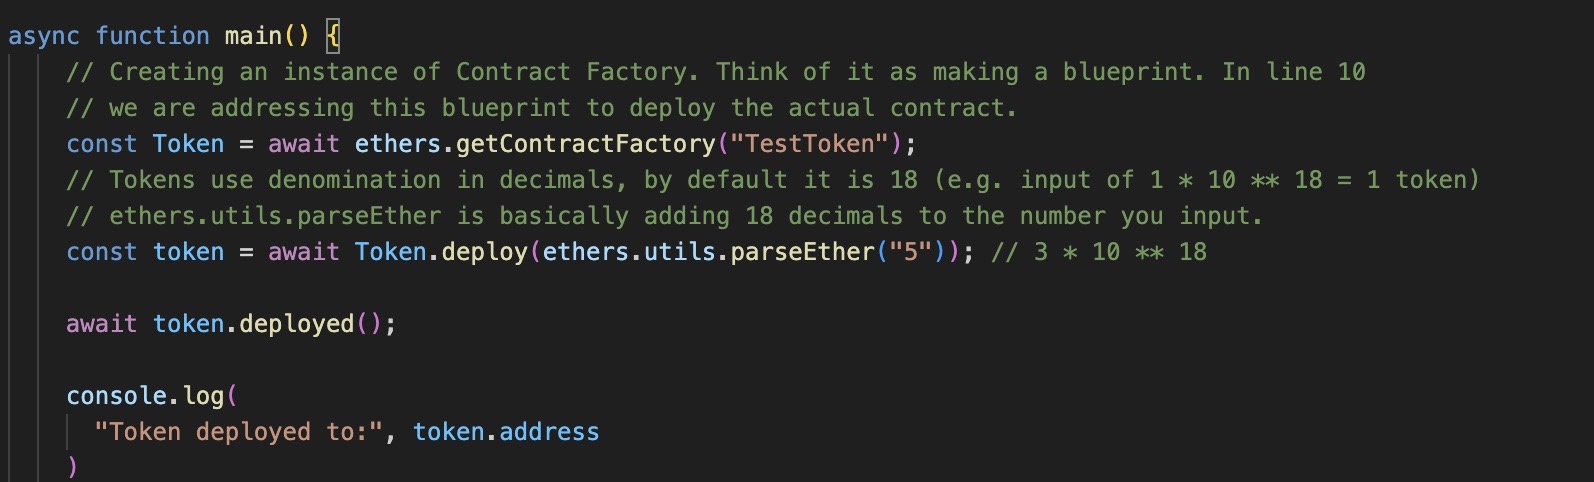 async function main() {
// Creating an instance of Contract Factory. Think of it as making a blueprint. In line 10
// we are addressing this blueprint to deploy the actual contract.
const Token = await ethers.getContractFactory("TestToken");
// Tokens use denomination in decimals, by default it is 18 (e.g. input of 1 * 10 ** 18 = 1 token)
// ethers.utils.parseEther is basically adding 18 decimals to the number you input.
const token = await Token.deploy(ethers.utils.parseEther("5")); // 3 * 10 ** 18
await token.deployed();
console.log(
"Token deployed to:", token.address
)